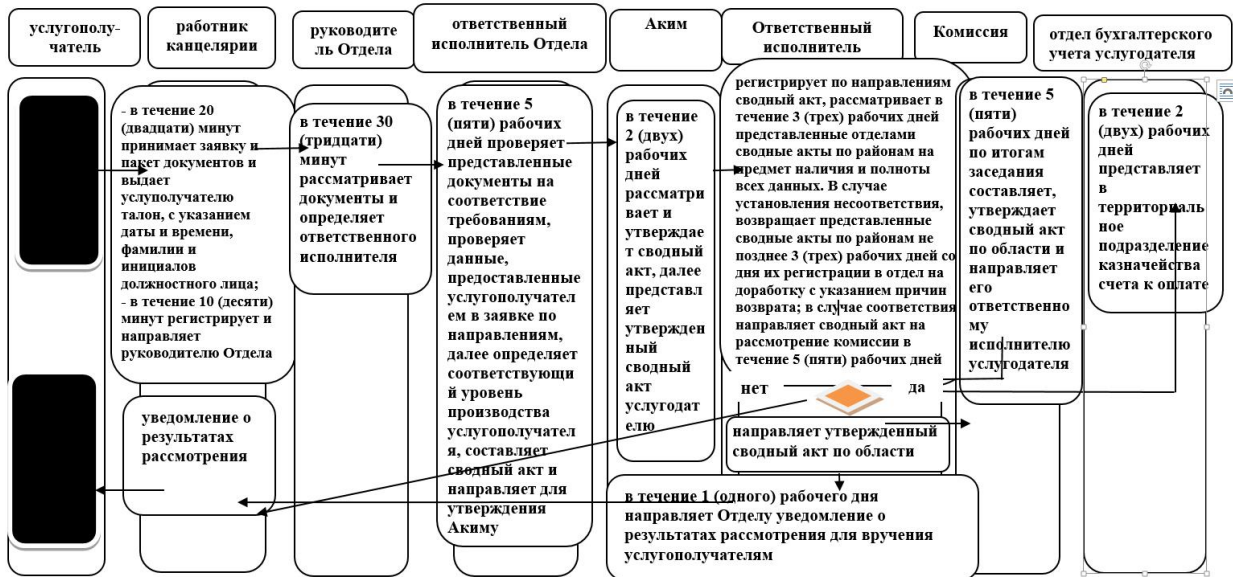 услугополу-
чатель
работник
канцелярии
руководите
ль Отдела
ответственный
исполнитель Отдела
Аким
Ответственный
исполнитель
Комиссия
отдел бухгалтерского
учета услугодателя
- в течение 20
(двадцати) минут
принимает заявку и
пакет документов и
выдает
услуполучателю
талон, с указанием
даты и времени,
фамилии и
инициалов
должностного лица;
- в течение 10 (десяти)
минут регистрирует и
направляет
руководителю Отдела
в течение 30
(тридцати)
минут
рассматривает
документы и
определяет
ответственного
исполнителя
в течение 5
(пяти) рабочих
дней проверяет
представленные
документы на
соответствие
требованиям,
проверяет
данные,
предоставленные
услугополучател
ем в заявке по
направлениям,
далее определяет
соответствующи
й уровень
производства
услугополучател
я, составляет
сводный акт и
направляет для
утверждения
Акиму
в течение
2 (двух)
рабочих
дней
рассматри
вает и
утверждае
т сводный
акт, далее
представл
яет
утвержден
ный
сводный
акт
услугодат
елю
регистрирует по направлениям
сводный акт, рассматривает в
течение 3 (трех) рабочих дней
представленные отделами
сводные акты по районам на
предмет наличия и полноты
всех данных. В случае
установления несоответствия,
возвращает представленные
сводные акты по районам не
позднее 3 (трех) рабочих дней со
дня их регистрации в отдел на
доработку с указанием причин
возврата; в случае соответствия
направляет сводный акт на
рассмотрение комиссии в
течение 5 (пяти) рабочих дней
в течение 5
(пяти)
рабочих дней
по итогам
заседания
составляет,
утверждает
сводный акт
по области и
направляет
его
ответственно
му
исполнителю
услугодателя
в течение 2
(двух) рабочих
дней
представляет
в
территориаль
ное
подразделение
казначейства
счета к оплате
нет
да
уведомление о
результатах
рассмотрения
направляет утвержденный
сводный акт по области
в течение 1 (одного) рабочего дня
направляет Отделу уведомление о
результатах рассмотрения для вручения
услугополучателям